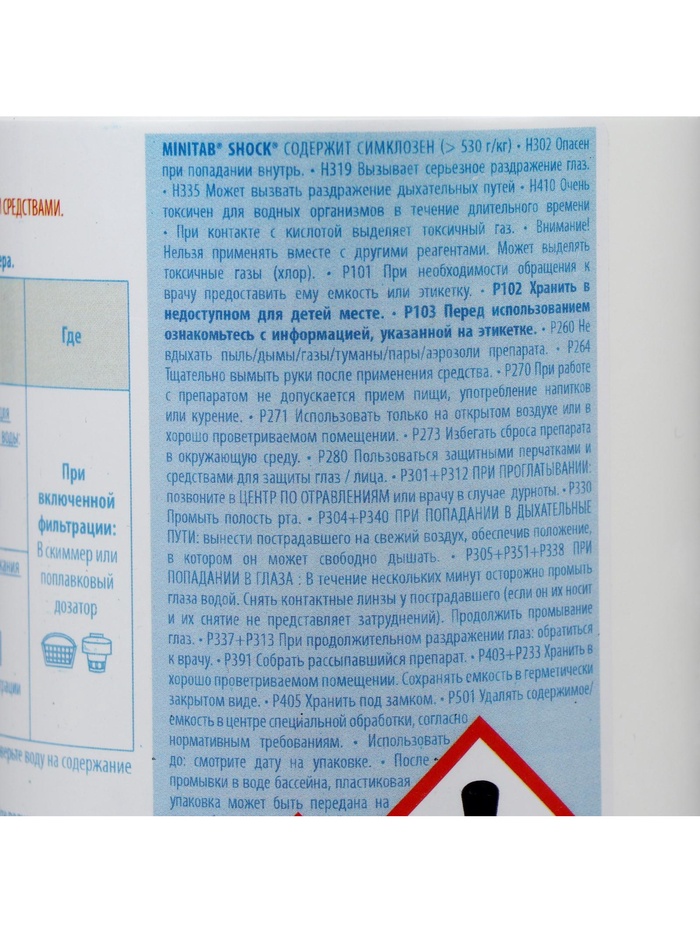 СРЕДСТВАМИ.
Где
При
включенной
фильтрации:
В скиммер или
поплавковый
дозатор
воду на содержание
MINITAB® SHOCK® СОДЕРЖИТ СИМКЛОЗЕН (> 530 г/кг) • H302 Опасен
при попадании внутрь. • H319 Вызывает серьезное раздражение глаз.
• H335 Может вызвать раздражение дыхательных путей • H410 Очень
токсичен для водных организмов в течение длительного времени
• При контакте с кислотой выделяет токсичный газ. • Внимание!
Нельзя применять вместе с другими реагентами. Может выделять
токсичные газы (хлор). • P101 При необходимости обращения к
врачу предоставить ему емкость или этикетку. • P102 Хранить в
недоступном для детей месте. • P103 Перед использованием
ознакомьтесь с информацией, указанной на этикетке. • P260 Не
вдыхать пыль/дымы/газы/туманы/пары/аэрозоли препарата. • P264
Тщательно вымыть руки после применения средства. • P270 При работе
с препаратом не допускается прием пищи, употребление напитков
или курение. • P271 Использовать только на открытом воздухе или в
хорошо проветриваемом помещении. • P273 Избегать сброса препарата
в окружающую среду. • P280 Пользоваться защитными перчатками и
средствами для защиты глаз / лица. • P301+P312 ПРИ ПРОГЛАТЫВАНИИ:
позвоните в ЦЕНТР ПО ОТРАВЛЕНИЯМ или врачу в случае дурноты. • P330
Промыть полость рта. • P304+P340 ПРИ ПОПАДАНИИ В ДЫХАТЕЛЬНЫЕ
ПУТИ: вынести пострадавшего на свежий воздух, обеспечив положение,
в котором он может свободно дышать. • P305+P351+P338 ПРИ
ПОПАДАНИИ В ГЛАЗА : В течение нескольких минут осторожно промыть
глаза водой. Снять контактные линзы у пострадавшего (если он их носит
и их снятие не представляет затруднений). Продолжить промывание
глаз. • P337+P313 При продолжительном раздражении глаз: обратиться
к врачу. • P391 Собрать рассыпавшийся препарат. • P403+P233 Хранить в
хорошо проветриваемом помещении. Сохранять емкость в герметически
закрытом виде. • P405 Хранить под замком. • P501 Удалять содержимое/
емкость в центре специальной обработки, согласно
нормативным требованиям. • Использовать
до: смотрите дату на упаковке. • После
промывки в воде бассейна, пластиковая
упаковка может быть передана на